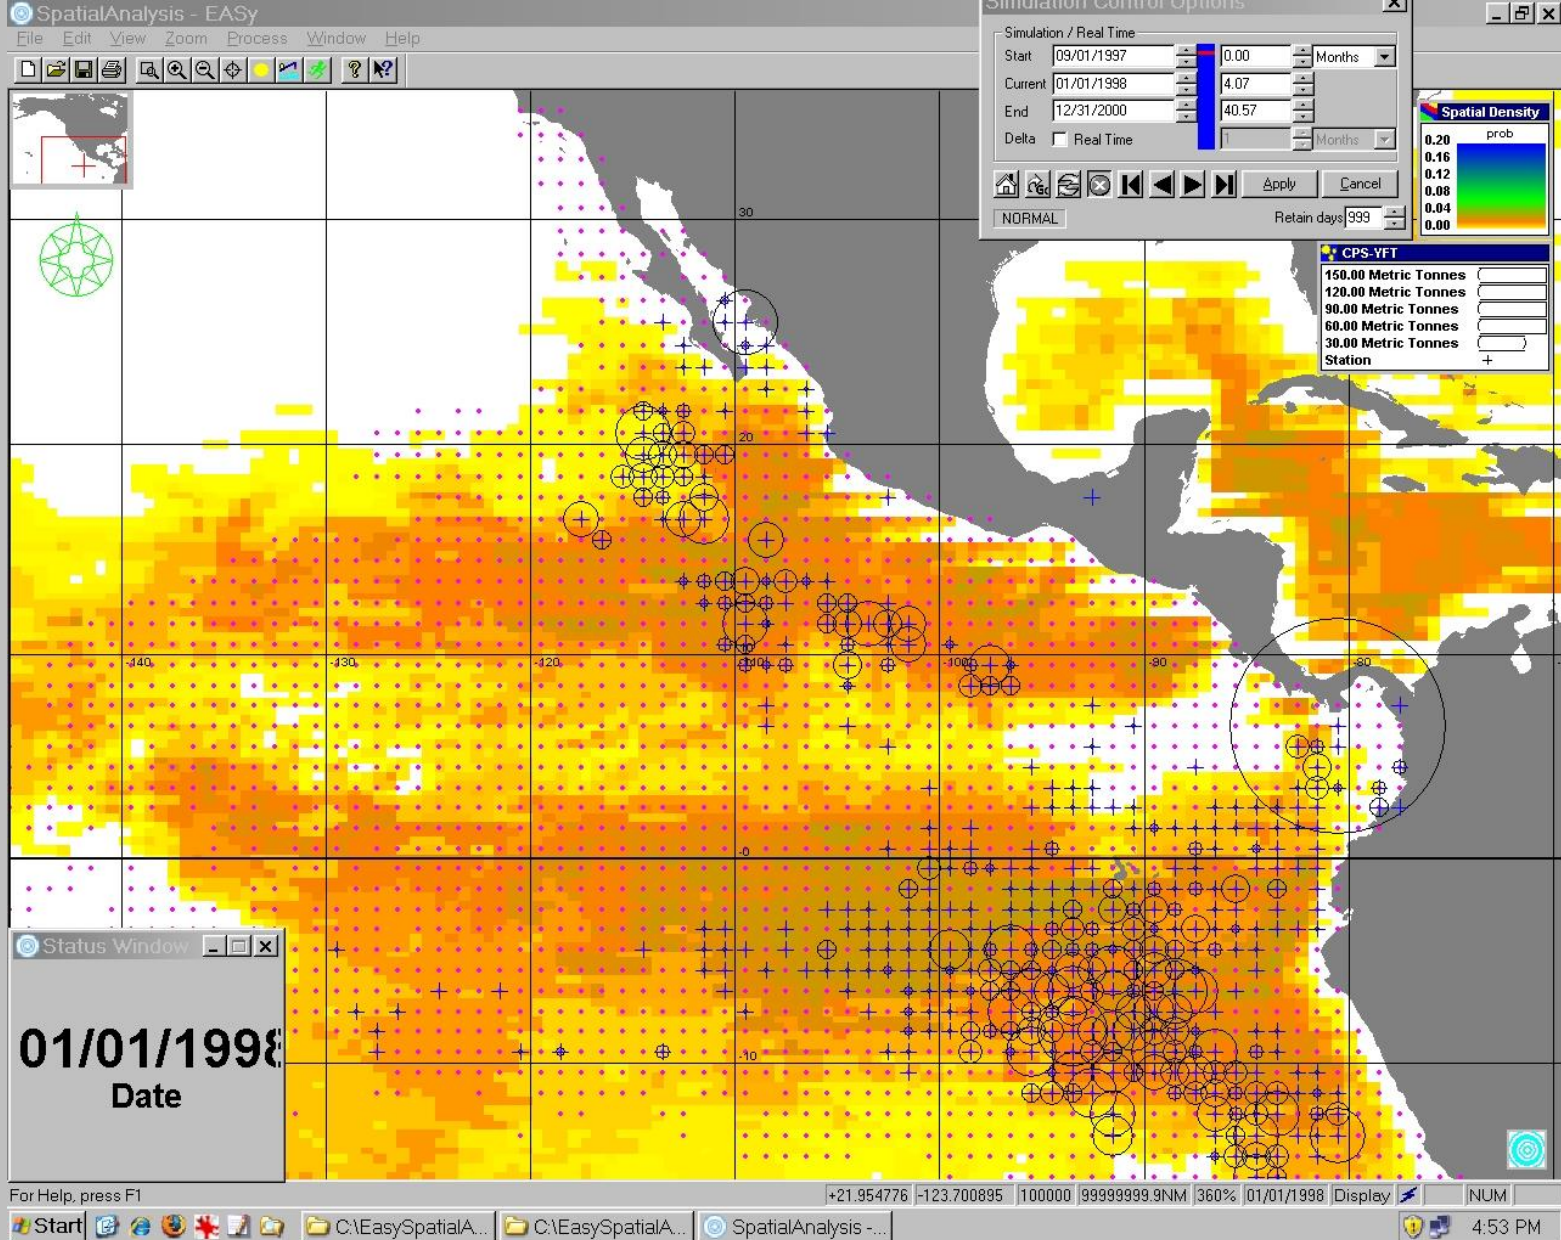 SpatialAnalysis - EASy
File Edit View Zoom Process Window Help
Simulation Control Options
Simulation / Real Time
Start 09/01/1997 0.00 Months
Current 01/01/1998 4.07
End 12/31/2000 40.57
Delta Real Time 1 Months
Go
Apply Cancel
NORMAL Retain days 999
Spatial Density
prob
0.20
0.16
0.12
0.08
0.04
0.00
CPS-YFT
150.00 Metric Tonnes
120.00 Metric Tonnes
90.00 Metric Tonnes
60.00 Metric Tonnes
30.00 Metric Tonnes
Station +
30
20
-140 -130 -120 -110 -100 -90 -80
-0
-10
Status Window
01/01/1998
Date
For Help, press F1
+21.954776 -123.700895 100000 99999999.9NM 360% 01/01/1998 Display NUM
Start C:\EasySpatialA... C:\EasySpatialA... SpatialAnalysis -... 4:53 PM